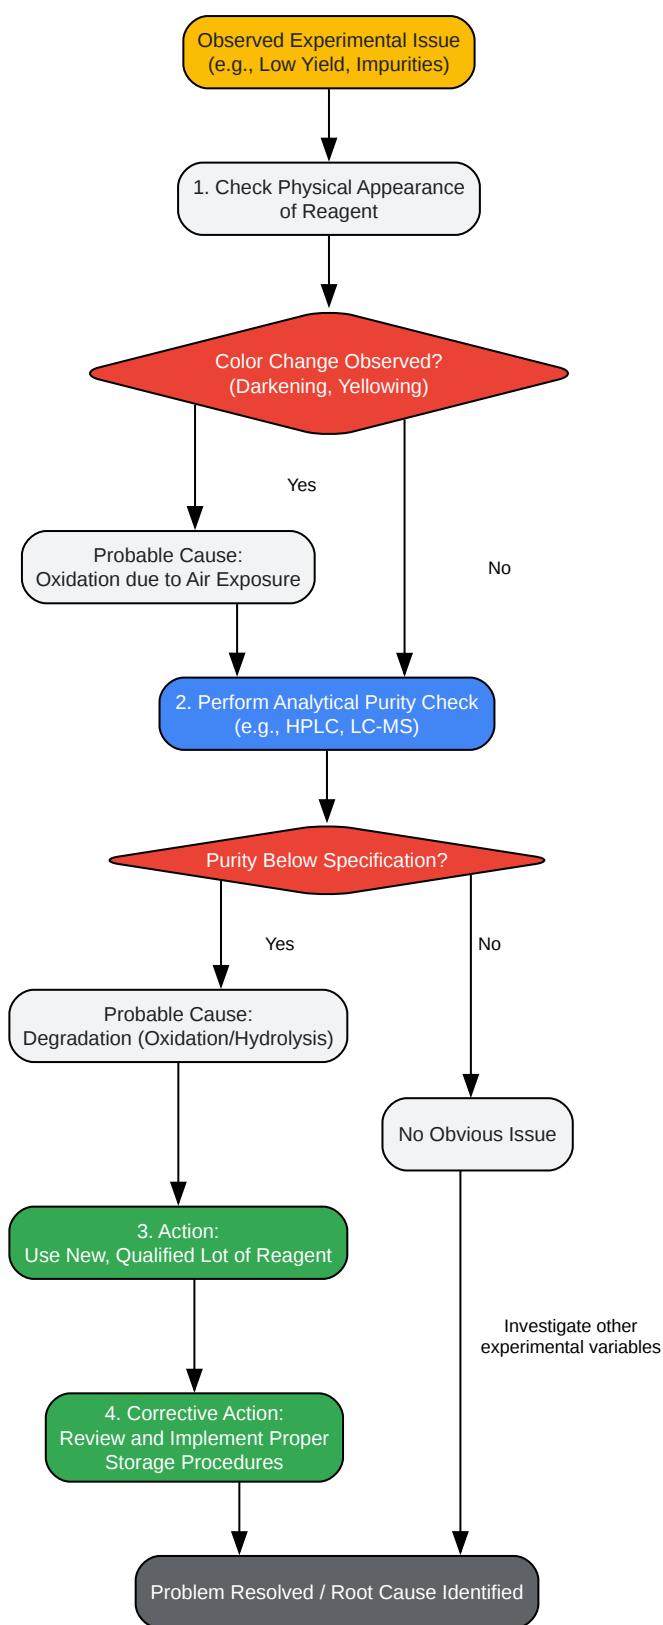 Observed Experimental Issue
(e.g., Low Yield, Impurities)
1. Check Physical Appearance
of Reagent
Color Change Observed?
(Darkening, Yellowing)
Yes
No
Probable Cause:
Oxidation due to Air Exposure
2. Perform Analytical Purity Check
(e.g., HPLC, LC-MS)
Purity Below Specification?
Yes
No
Probable Cause:
Degradation (Oxidation/Hydrolysis)
No Obvious Issue
3. Action:
Use New, Qualified Lot of Reagent
Investigate other
experimental variables
4. Corrective Action:
Review and Implement Proper
Storage Procedures
Problem Resolved / Root Cause Identified